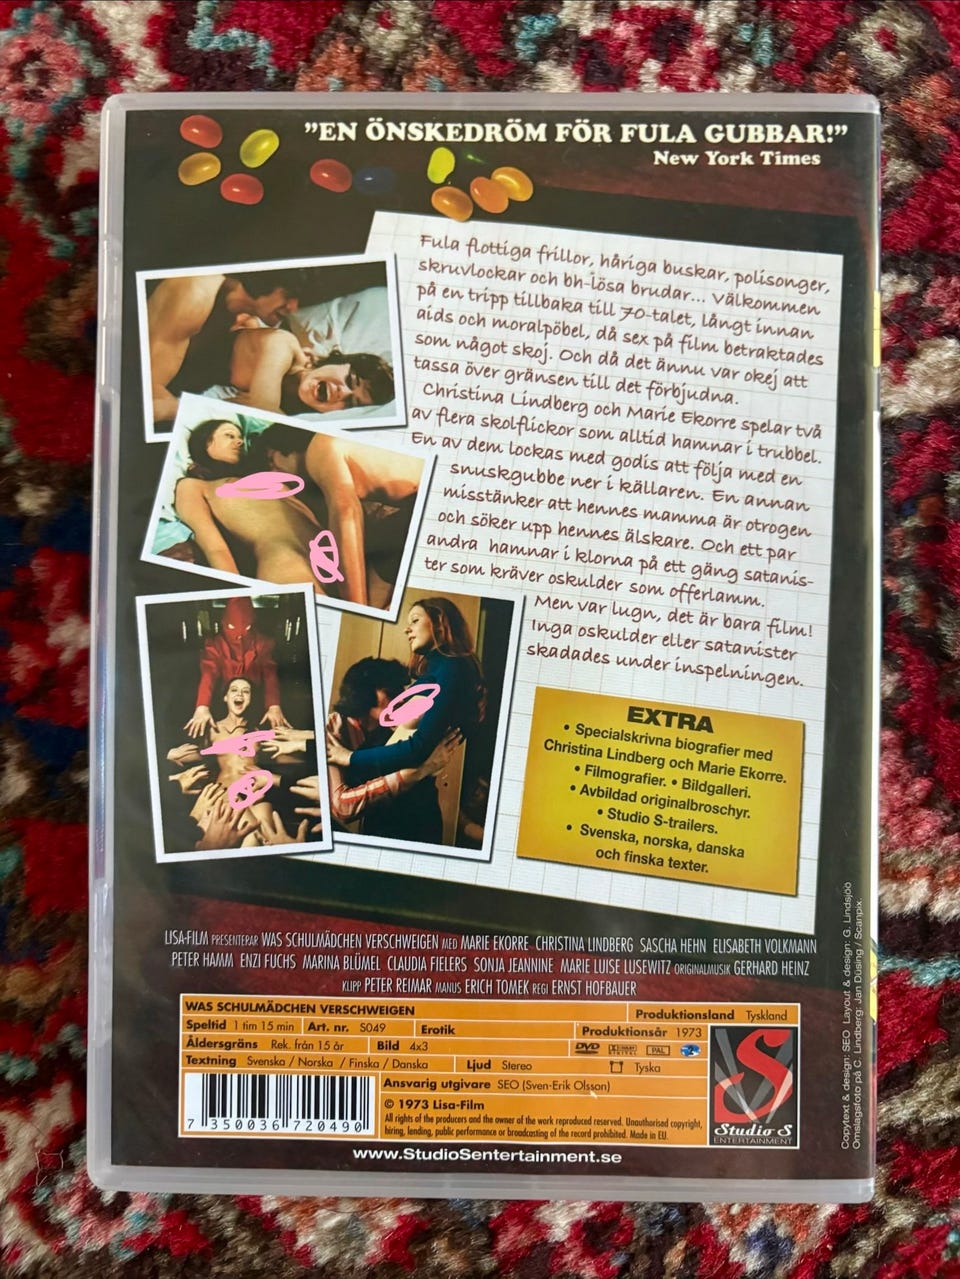 "EN ÖNSKEDRÖM FÖR FULA GUBBAR!"
New York Times
Fula flottiga frillor, håriga buskar, polisonger,
skruvlockar och bh-lösa brudar... Välkommen
på en tripp tillbaka till 70-talet, långt innan
aids och moralpöbel, då sex på film betraktades
som något skoj. Och då det ännu var okej att
tassa över gränsen till det förbjudna.
Christina Lindberg och Marie Ekorre spelar två
av flera skolflickor som alltid hamnar i trubbel.
En av dem lockas med godis att följa med en
snuskgubbe ner i källaren. En annan
misstänker att hennes mamma är otrogen
och söker upp hennes älskare. Och ett par
andra hamnar i klorna på ett gäng satanis-
ter som kräver oskulder som offerlamm.
Men var lugn, det är bara film!
Inga oskulder eller satanister
skadades under inspelningen.
EXTRA
• Specialskrivna biografier med
Christina Lindberg och Marie Ekorre.
• Filmografier. • Bildgalleri.
• Avbildad originalbroschyr.
• Studio S-trailers.
• Svenska, norska, danska
och finska texter.
LISA-FILM PRESENTERAR WAS SCHULMÄDCHEN VERSCHWEIGEN MED MARIE EKORRE CHRISTINA LINDBERG SASCHA HEHN ELISABETH VOLKMANN
PETER HAMM ENZI FUCHS MARINA BLÜMEL CLAUDIA FIELERS SONJA JEANNINE MARIE LUISE LUSEWITZ ORIGINALMUSIK GERHARD HEINZ
KLIPP PETER REIMAR MANUS ERICH TOMEK REGI ERNST HOFBAUER
WAS SCHULMÄDCHEN VERSCHWEIGEN Produktionsland Tyskland
Speltid 1 tim 15 min Art. nr. S049 Erotik Produktionsår 1973
Åldersgräns Rek. från 15 år Bild 4x3 DVD DOLBY DIGITAL PAL
Textning Svenska / Norska / Finska / Danska Ljud Stereo Tyska
Ansvarig utgivare SEO (Sven-Erik Olsson)
© 1973 Lisa-Film
All rights of the producers and the owner of the work reproduced reserved. Unauthorised copying,
hiring, lending, public performance or broadcasting of the record prohibited. Made in EU.
7 350036 720490
S
Studio S
ENTERTAINMENT
www.StudioSentertainment.se
Copytext & design: SEO Layout & design: G. Lindsjöö
Omslagsfoto på C. Lindberg: Jan Düsing / Scanpix.